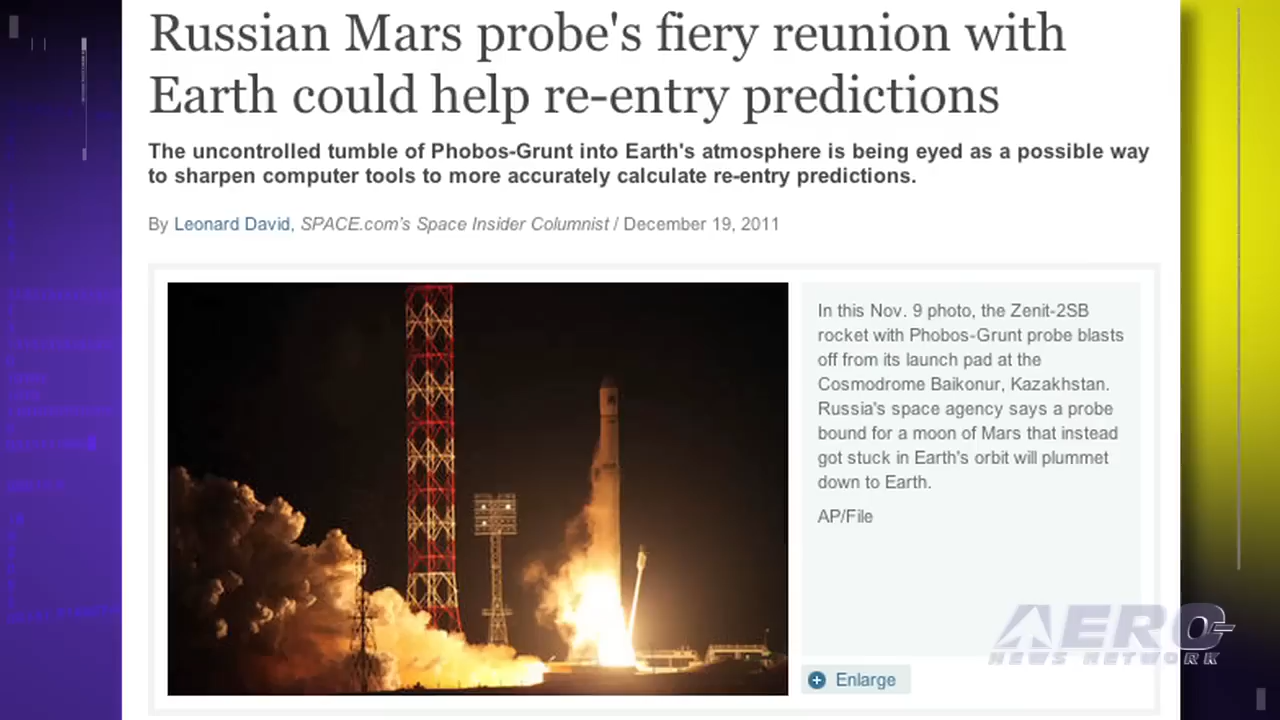 Russian Mars probe's fiery reunion with
Earth could help re-entry predictions
The uncontrolled tumble of Phobos-Grunt into Earth's atmosphere is being eyed as a possible way
to sharpen computer tools to more accurately calculate re-entry predictions.
By Leonard David, SPACE.com's Space Insider Columnist / December 19, 2011
In this Nov. 9 photo, the Zenit-2SB
rocket with Phobos-Grunt probe blasts
off from its launch pad at the
Cosmodrome Baikonur, Kazakhstan.
Russia's space agency says a probe
bound for a moon of Mars that instead
got stuck in Earth's orbit will plummet
down to Earth.
AP/File
Enlarge
AERO
NEWS NETWORK